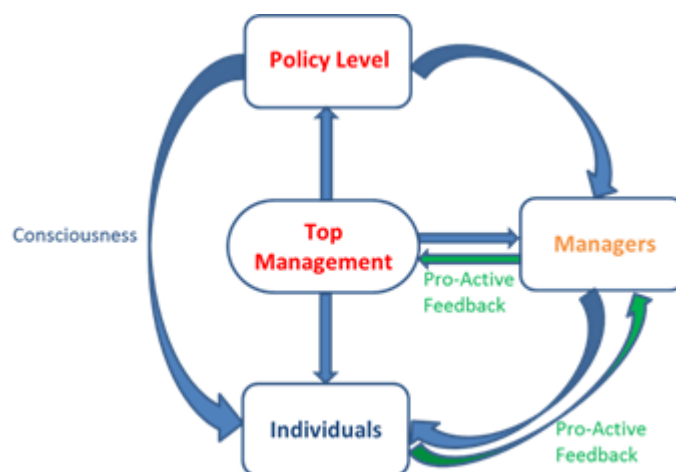 Policy Level
Consciousness
Top
Management
Managers
Pro-Active
Feedback
Individuals
Pro-Active
Feedback